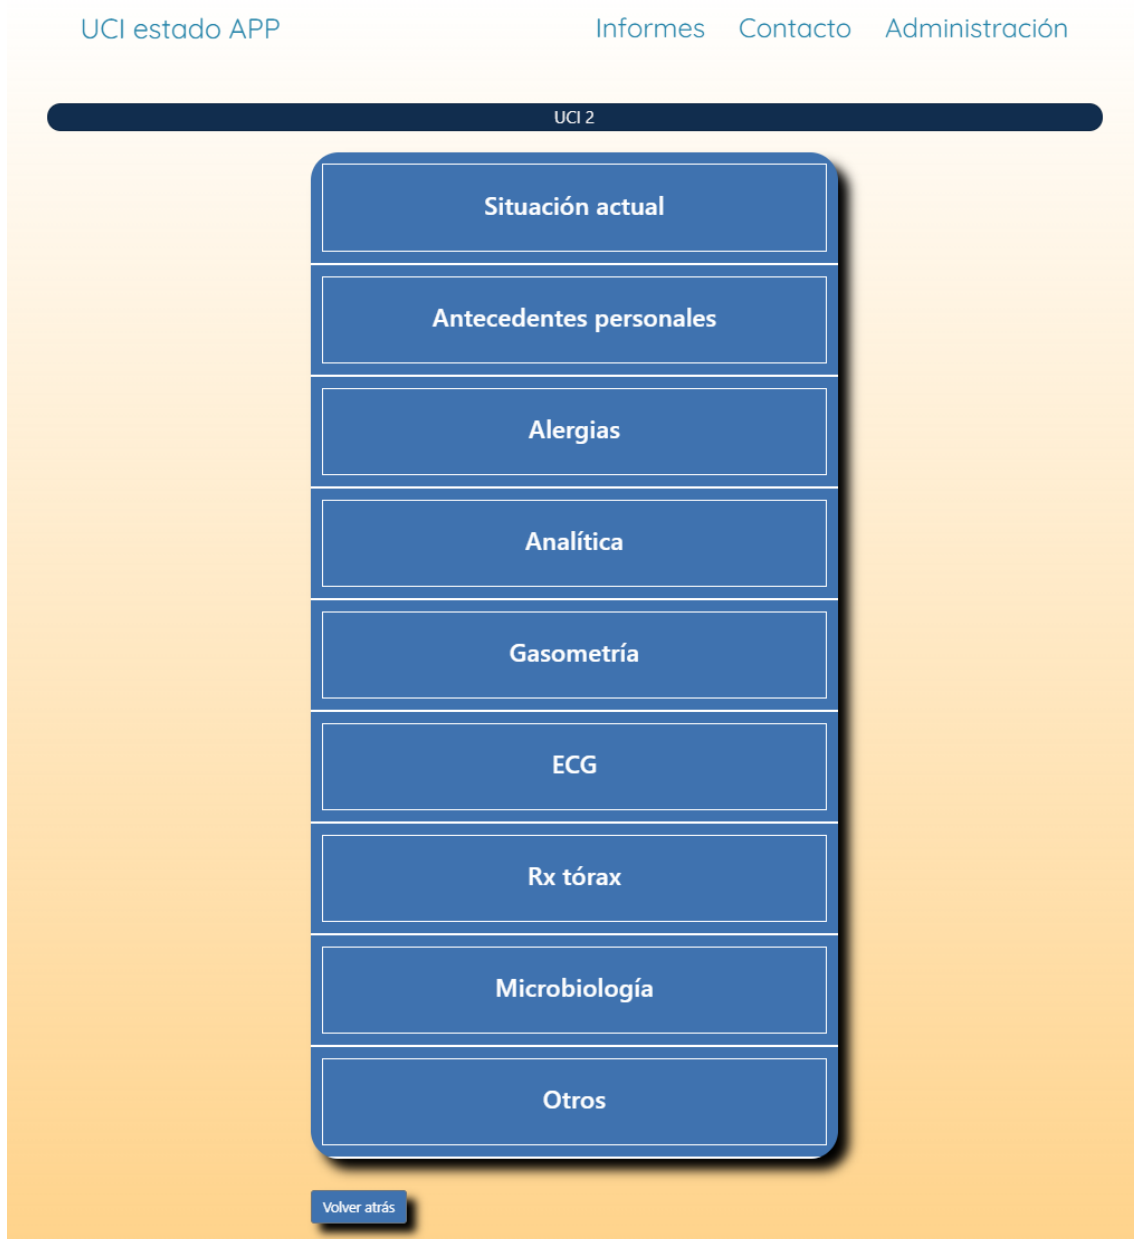 UCI estado APP
Informes Contacto Administración
UCI 2
Situación actual
Antecedentes personales
Alergias
Analítica
Gasometría
ECG
Rx tórax
Microbiología
Otros
Volver atrás